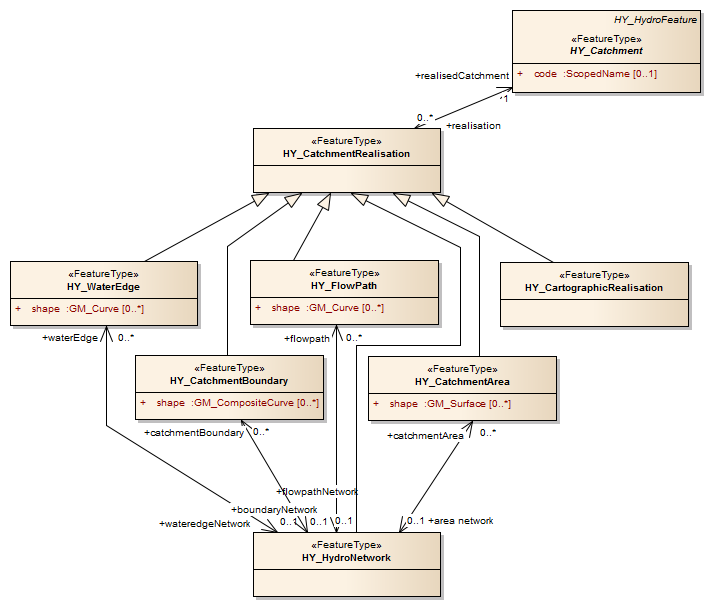 HY_HydroFeature
«FeatureType»
HY_Catchment
+ code :ScopedName [0..1]
+realisedCatchment
1
0..*
+realisation
«FeatureType»
HY_CatchmentRealisation
«FeatureType»
HY_WaterEdge
+ shape :GM_Curve [0..*]
«FeatureType»
HY_FlowPath
+ shape :GM_Curve [0..*]
«FeatureType»
HY_CartographicRealisation
+waterEdge 0..*
+flowpath 0..*
«FeatureType»
HY_CatchmentBoundary
+ shape :GM_CompositeCurve [0..*]
«FeatureType»
HY_CatchmentArea
+ shape :GM_Surface [0..*]
+catchmentBoundary 0..*
+catchmentArea 0..*
+flowpathNetwork
+boundaryNetwork
+wateredgeNetwork
0..1
0..1
0..1
0..1 +area network
«FeatureType»
HY_HydroNetwork